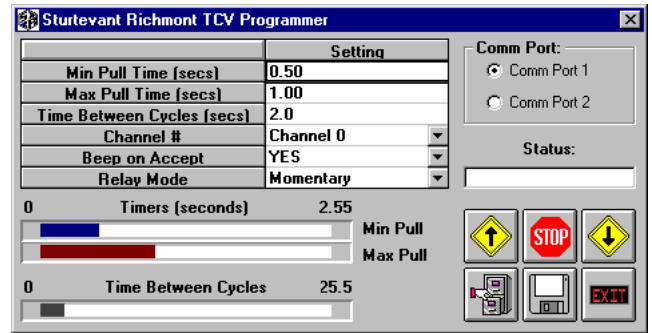 Sturtevant Richmont TCV Programmer
Setting
Min Pull Time (secs) 0.50
Max Pull Time (secs) 1.00
Time Between Cycles (secs) 2.0
Channel # Channel 0
Beep on Accept YES
Relay Mode Momentary
Comm Port:
Comm Port 1
Comm Port 2
Status:
0 Timers (seconds) 2.55
Min Pull
Max Pull
0 Time Between Cycles 25.5
STOP
EXIT